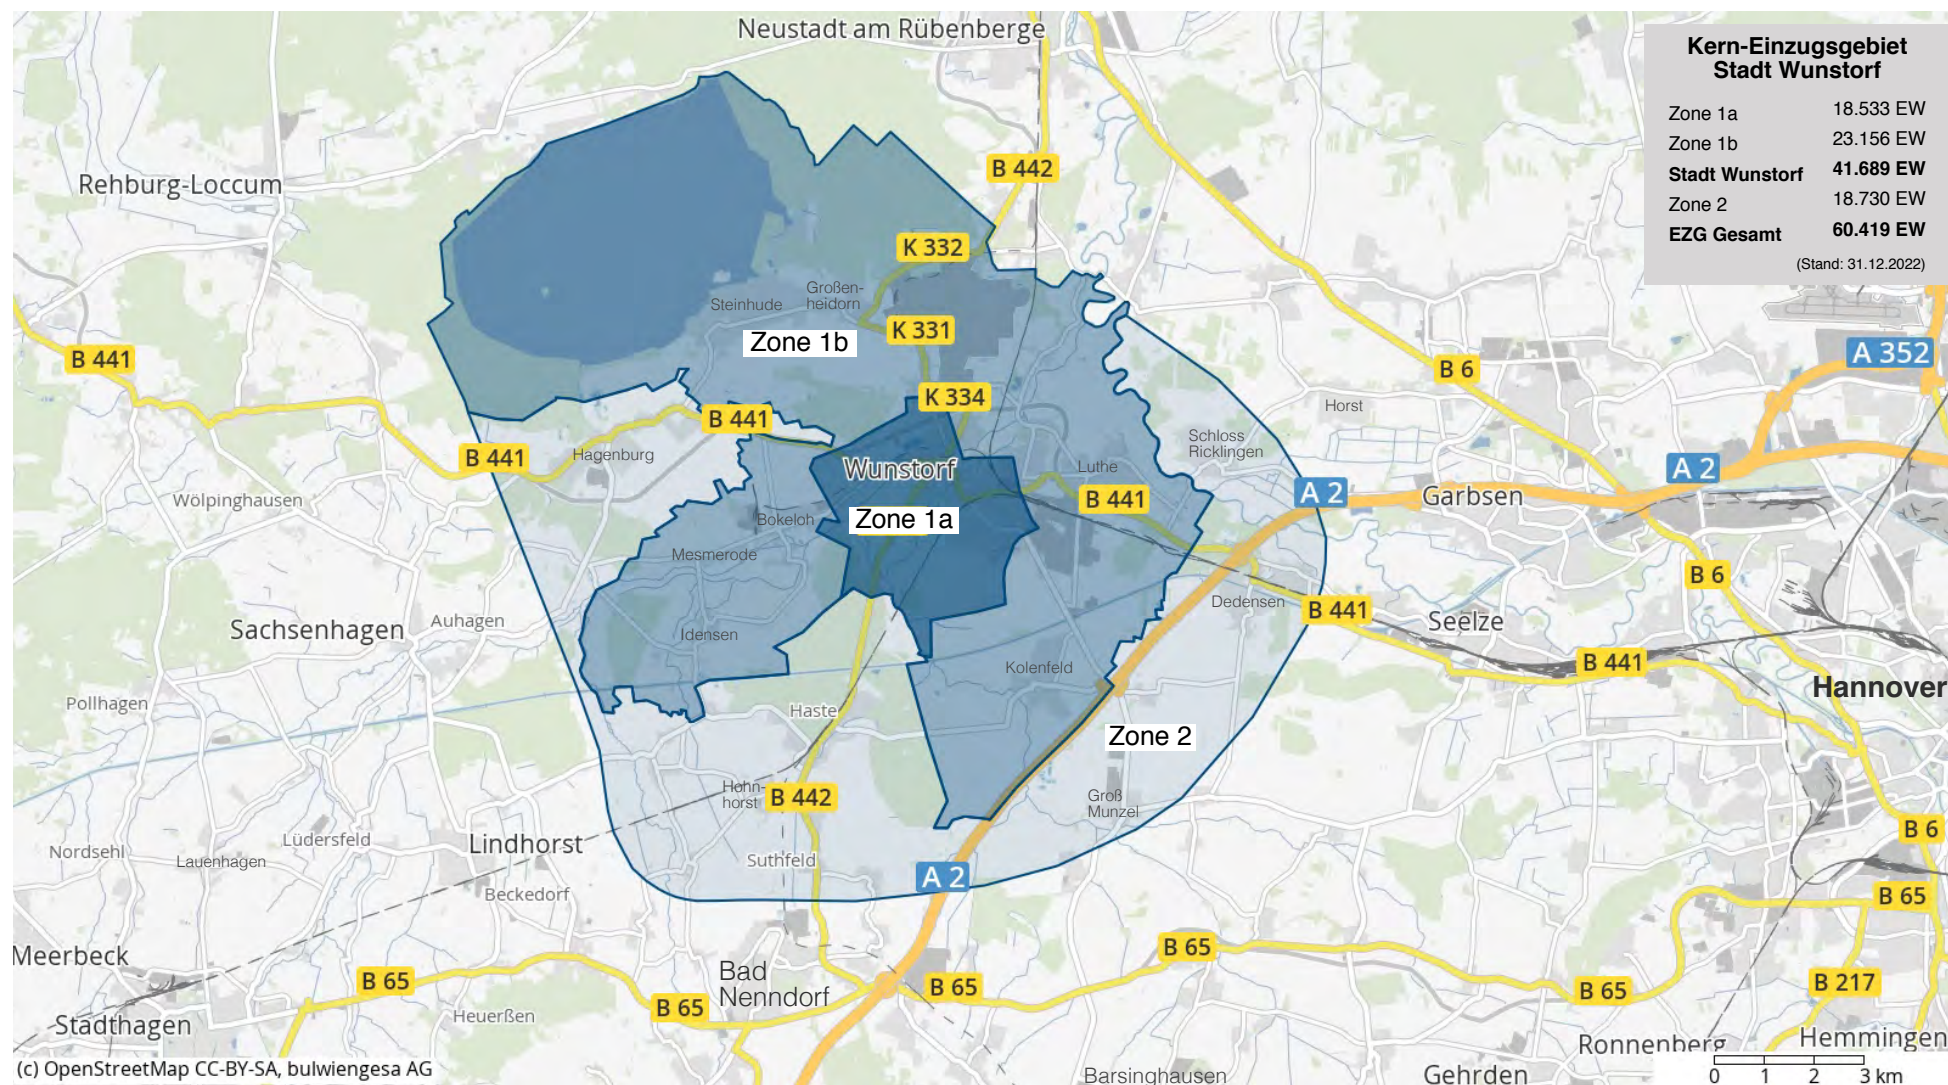 Neustadt am Rübenberge
Kern-Einzugsgebiet
Stadt Wunstorf
Zone 1a 18.533 EW
Zone 1b 23.156 EW
Stadt Wunstorf 41.689 EW
Zone 2 18.730 EW
EZG Gesamt 60.419 EW
(Stand: 31.12.2022)
B 442
Rehburg-Loccum
K 332
Steinhude
Großen-
heidorn
K 331
Zone 1b
B 441
A 352
B 6
K 334
Horst
B 441
B 441
Hagenburg
Schloss
Ricklingen
Wunstorf
Luthe
A 2
A 2
B 441
Garbsen
Wölpinghausen
Bokeloh
Zone 1a
Mesmerode
B 6
Dedensen
B 441
Seelze
Sachsenhagen
Auhagen
Idensen
Kolenfeld
B 441
Hannover
Pollhagen
Haste
Zone 2
Hohn-
horst
B 442
Groß
Munzel
B 6
Nordsehl
Lauenhagen
Lüdersfeld
Lindhorst
Suthfeld
A 2
Beckedorf
B 65
Meerbeck
B 65
B 65
Bad
Nenndorf
B 65
B 65
B 65
B 217
Stadthagen
Heuerßen
Ronnenberg
Hemmingen
(c) OpenStreetMap CC-BY-SA, bulwiengesa AG
Barsinghausen
Gehrden
0 1 2 3 km